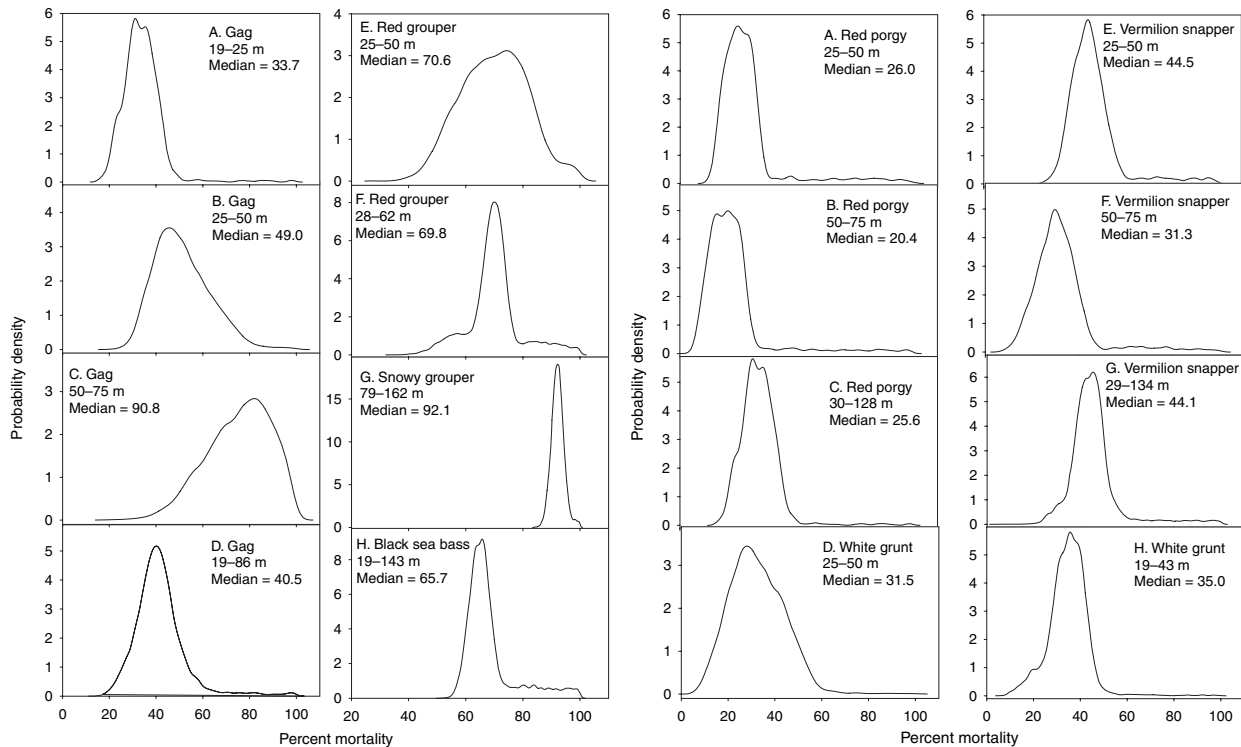 Probability density
A. Gag
19–25 m
Median = 33.7
6
5
4
3
2
1
0
B. Gag
25–50 m
Median = 49.0
4
3
2
1
0
C. Gag
50–75 m
Median = 90.8
3
2
1
0
D. Gag
19–86 m
Median = 40.5
5
4
3
2
1
0
0 20 40 60 80 100
E. Red grouper
25–50 m
Median = 70.6
4
3
2
1
0
F. Red grouper
28–62 m
Median = 69.8
8
6
4
2
0
G. Snowy grouper
79–162 m
Median = 92.1
15
10
5
0
H. Black sea bass
19–143 m
Median = 65.7
8
6
4
2
0
20 40 60 80 100
Percent mortality
Probability density
A. Red porgy
25–50 m
Median = 26.0
6
5
4
3
2
1
0
B. Red porgy
50–75 m
Median = 20.4
5
4
3
2
1
0
C. Red porgy
30–128 m
Median = 25.6
5
4
3
2
1
0
D. White grunt
25–50 m
Median = 31.5
4
3
2
1
0
0 20 40 60 80 100
E. Vermilion snapper
25–50 m
Median = 44.5
6
5
4
3
2
1
0
F. Vermilion snapper
50–75 m
Median = 31.3
5
4
3
2
1
0
G. Vermilion snapper
29–134 m
Median = 44.1
6
5
4
3
2
1
0
H. White grunt
19–43 m
Median = 35.0
5
4
3
2
1
0
0 20 40 60 80 100
Percent mortality